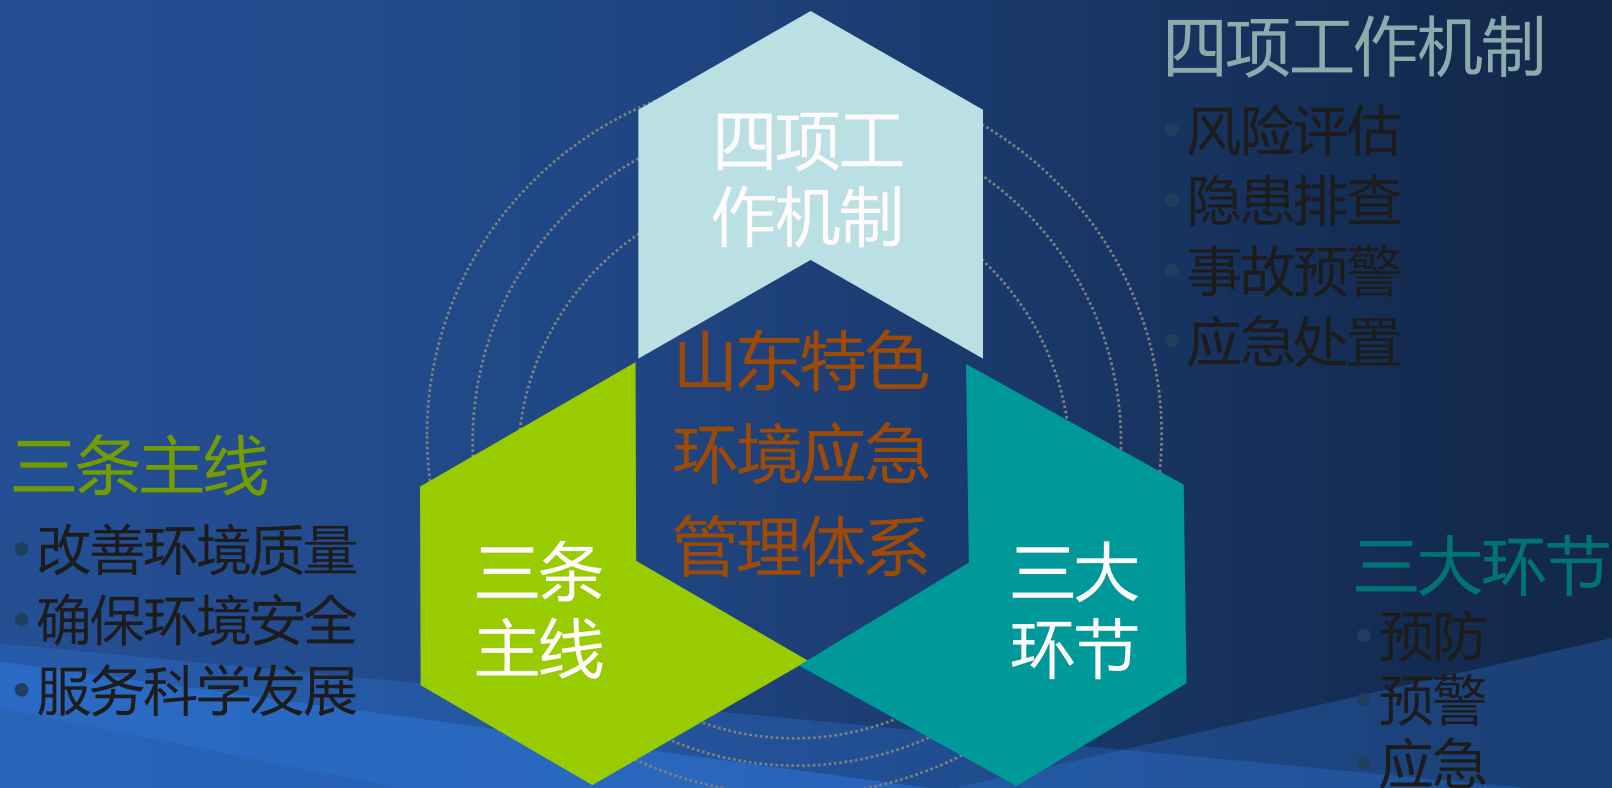 四项工
作机制
四项工作机制
• 风险评估
• 隐患排查
• 事故预警
• 应急处置
山东特色
环境应急
管理体系
三条主线
• 改善环境质量
• 确保环境安全
• 服务科学发展
三条
主线
三大
环节
三大环节
• 预防
• 预警
• 应急